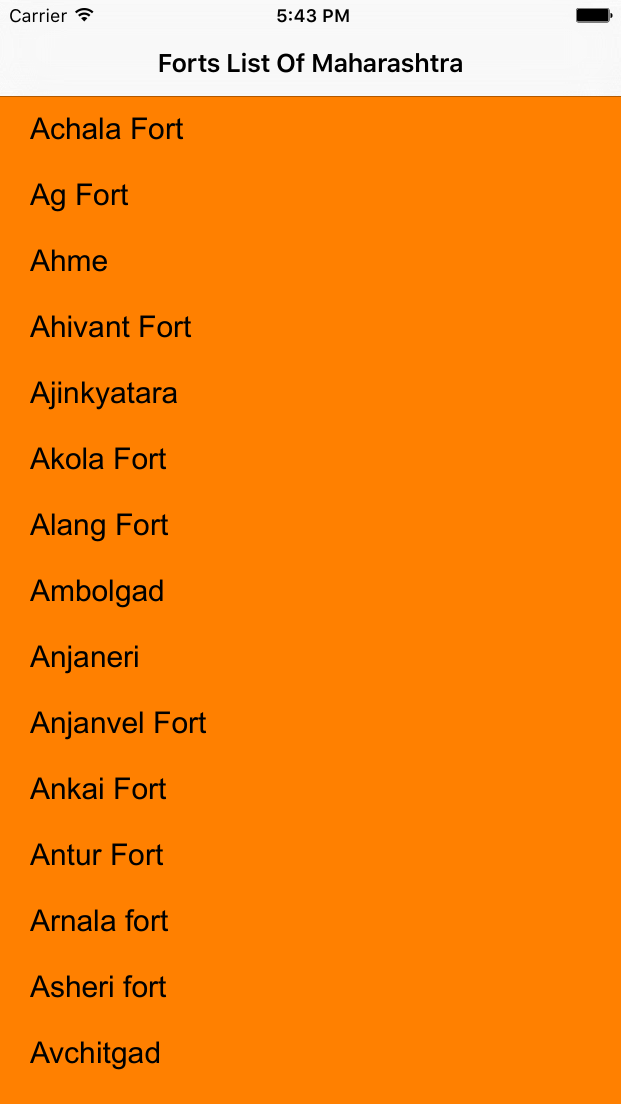 Carrier 5:43 PM
Forts List Of Maharashtra
Achala Fort
Ag Fort
Ahme
Ahivant Fort
Ajinkyatara
Akola Fort
Alang Fort
Ambolgad
Anjaneri
Anjanvel Fort
Ankai Fort
Antur Fort
Arnala fort
Asheri fort
Avchitgad